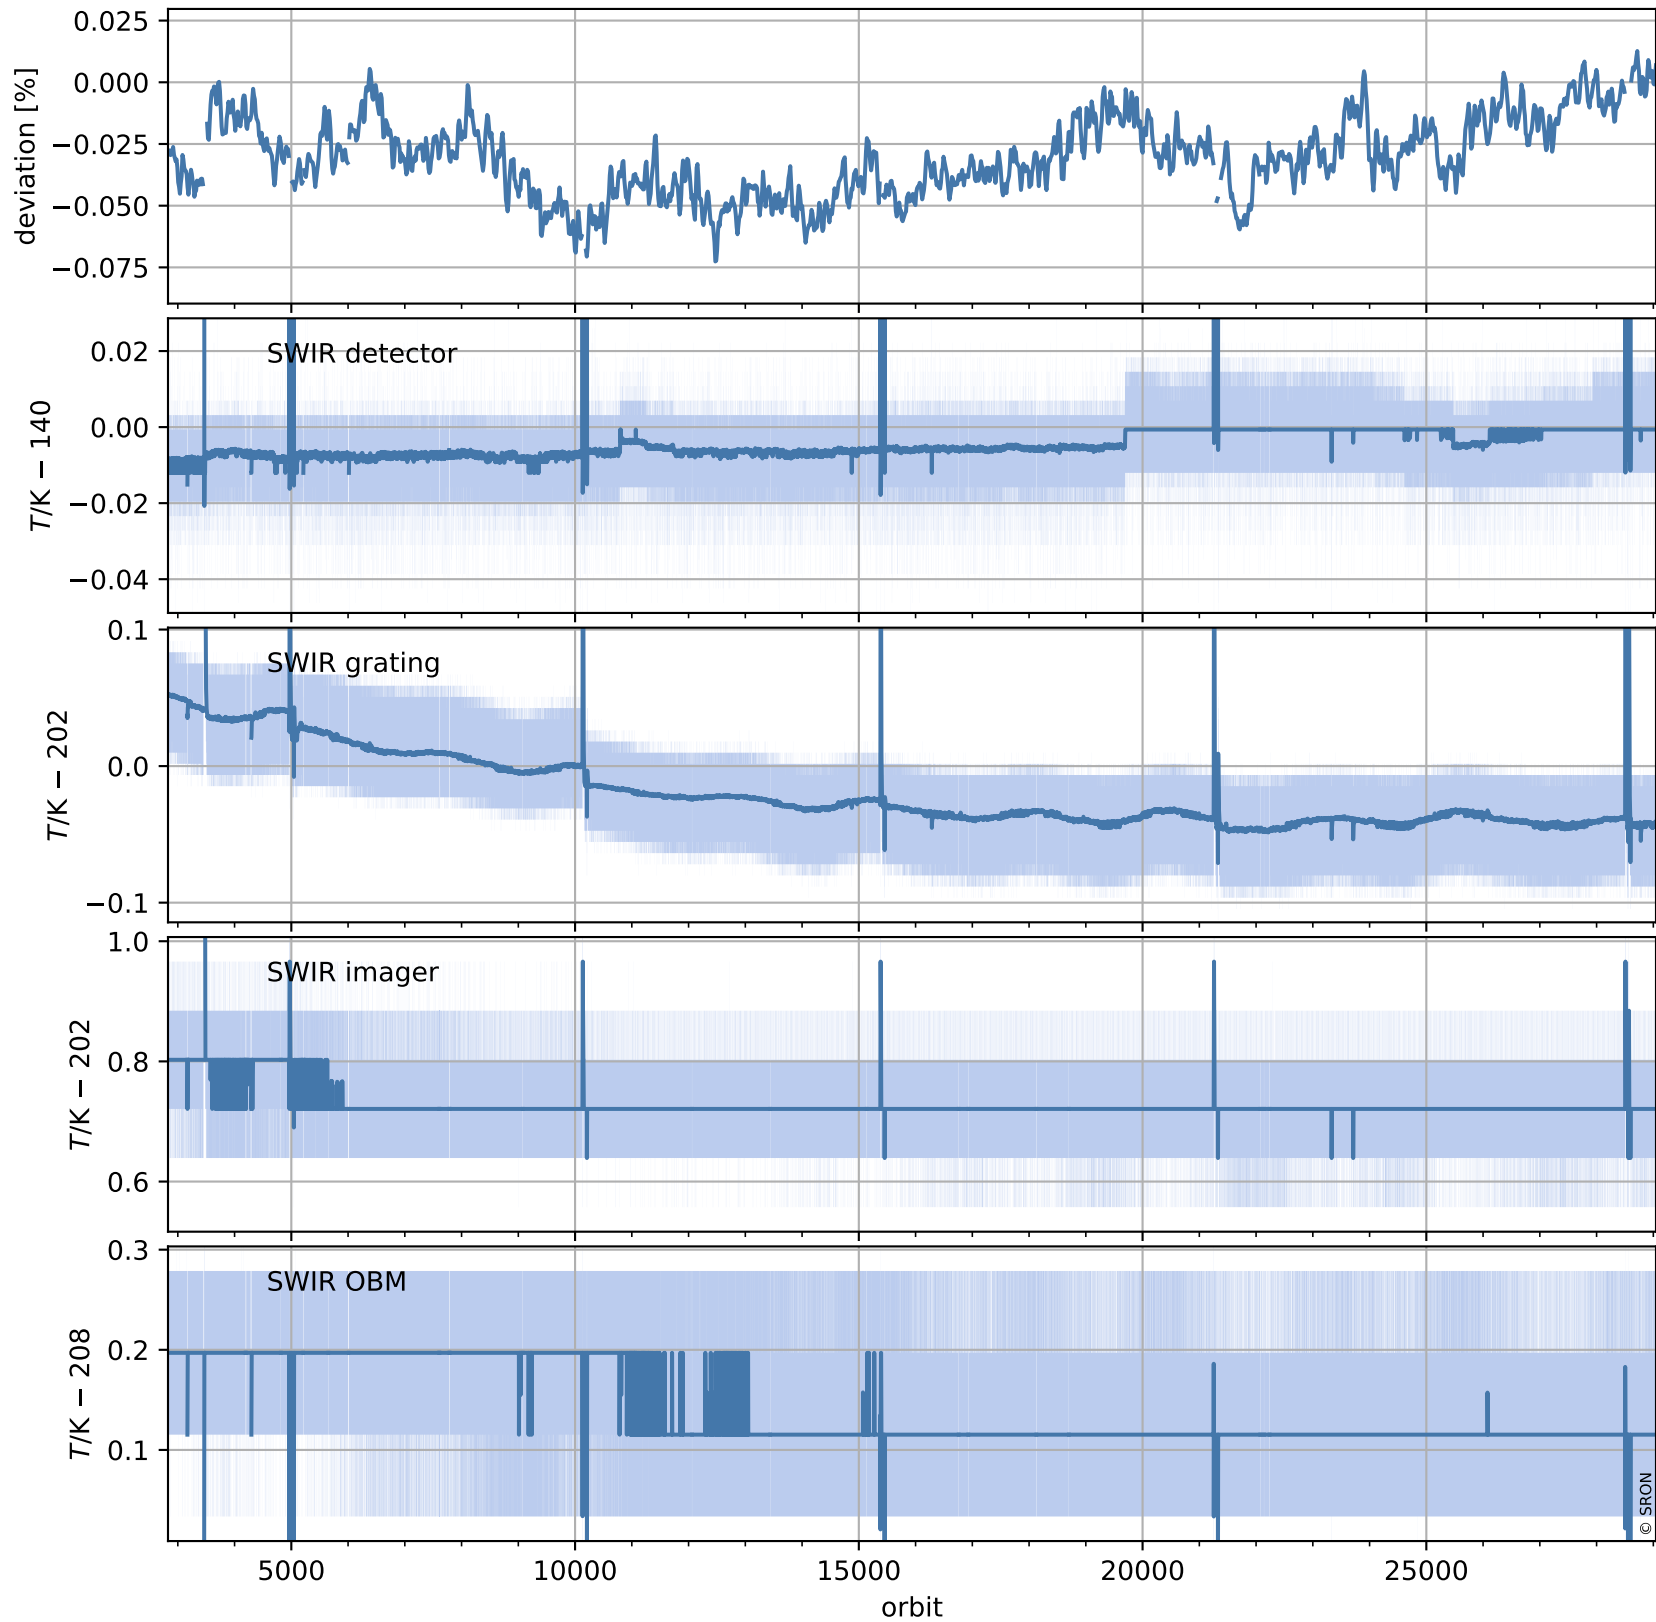 deviation [%]
0.025
0.000
−0.025
−0.050
−0.075
SWIR detector
T/K − 140
0.02
0.00
−0.02
−0.04
SWIR grating
T/K − 202
0.1
0.0
−0.1
SWIR imager
T/K − 202
1.0
0.8
0.6
SWIR OBM
T/K − 208
0.3
0.2
0.1
© SRON
5000 10000 15000 20000 25000
orbit